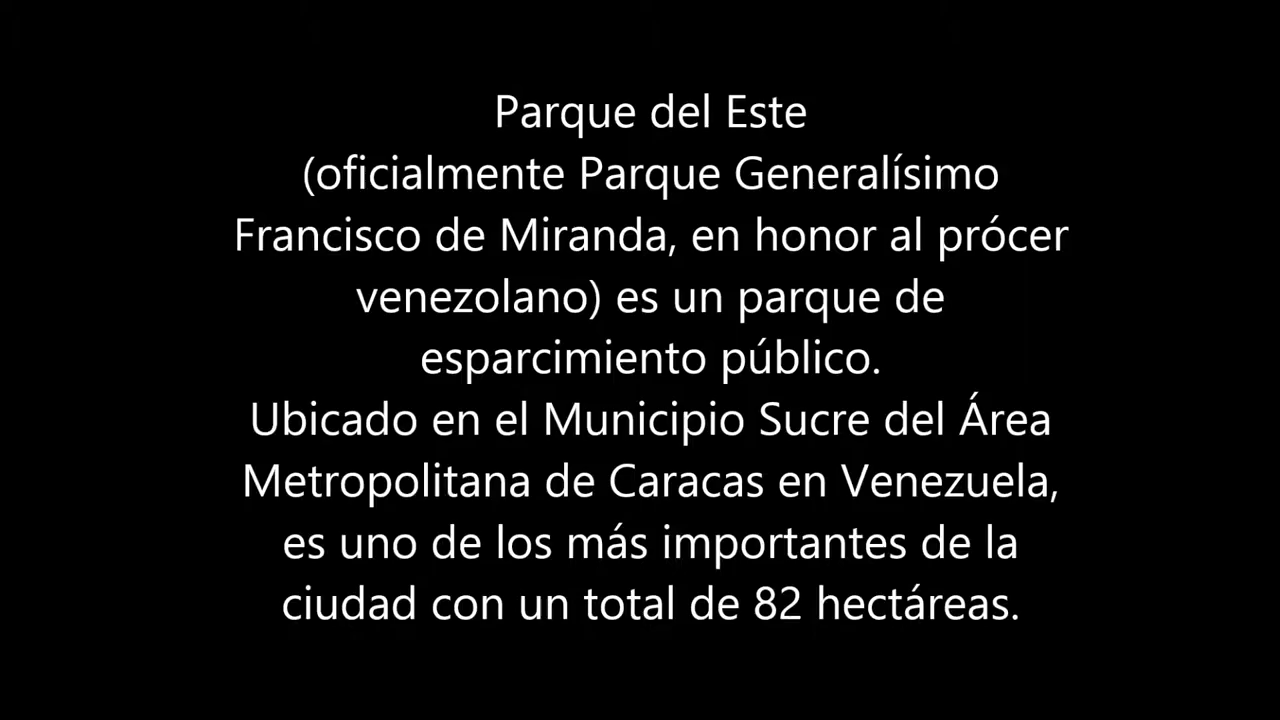 Parque del Este
(oficialmente Parque Generalísimo
Francisco de Miranda, en honor al prócer
venezolano) es un parque de
esparcimiento público.
Ubicado en el Municipio Sucre del Área
Metropolitana de Caracas en Venezuela,
es uno de los más importantes de la
ciudad con un total de 82 hectáreas.